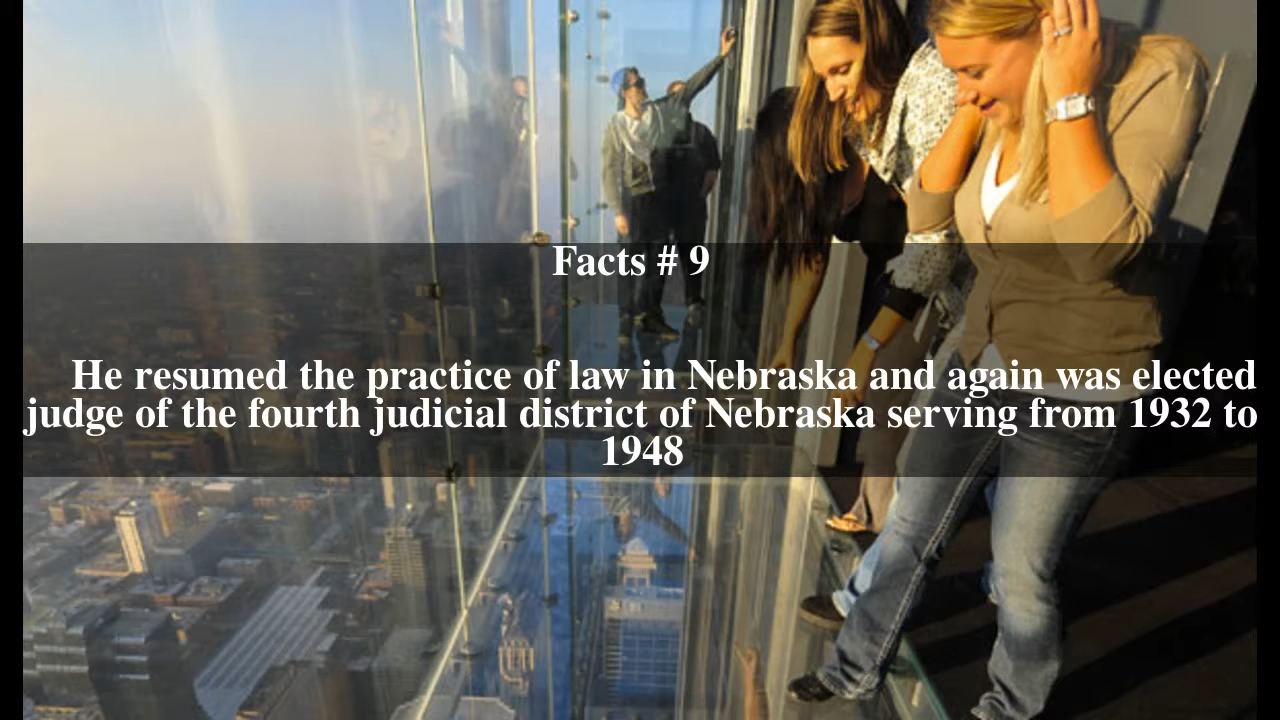 Facts # 9
He resumed the practice of law in Nebraska and again was elected
judge of the fourth judicial district of Nebraska serving from 1932 to
1948